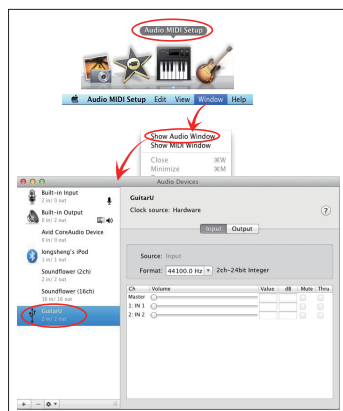 Audio MIDI Setup
Audio MIDI Setup Edit View Window Help
Show Audio Window
Show MIDI Window
Close ⌘W
Minimize ⌘M
Audio Devices
Built-in Input
2 in/ 0 out
Built-in Output
0 in/ 2 out
Avid CoreAudio Device
0 in/ 0 out
longsheng's iPod
1 in/ 1 out
Soundflower (2ch)
2 in/ 2 out
Soundflower (16ch)
16 in/ 16 out
GuitarU
2 in/ 2 out
GuitarU
Clock source: Hardware
?
Input Output
Source: Input
Format: 44100.0 Hz 2ch-24bit Integer
Ch Volume Value dB Mute Thru
Master
1: IN 1
2: IN 2